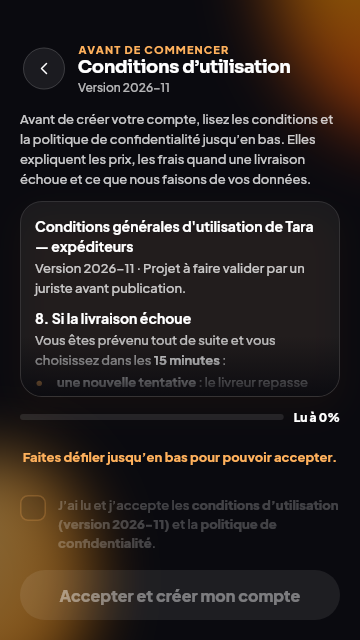 AVANT DE COMMENCER
Conditions d’utilisation
Version 2026-11
Avant de créer votre compte, lisez les conditions et
la politique de confidentialité jusqu’en bas. Elles
expliquent les prix, les frais quand une livraison
échoue et ce que nous faisons de vos données.
Conditions générales d’utilisation de Tara
— expéditeurs
Version 2026-11 · Projet à faire valider par un
juriste avant publication.
8. Si la livraison échoue
Vous êtes prévenu tout de suite et vous
choisissez dans les 15 minutes :
• une nouvelle tentative : le livreur repasse
Lu à 0%
Faites défiler jusqu’en bas pour pouvoir accepter.
J’ai lu et j’accepte les conditions d’utilisation
(version 2026-11) et la politique de
confidentialité.
Accepter et créer mon compte